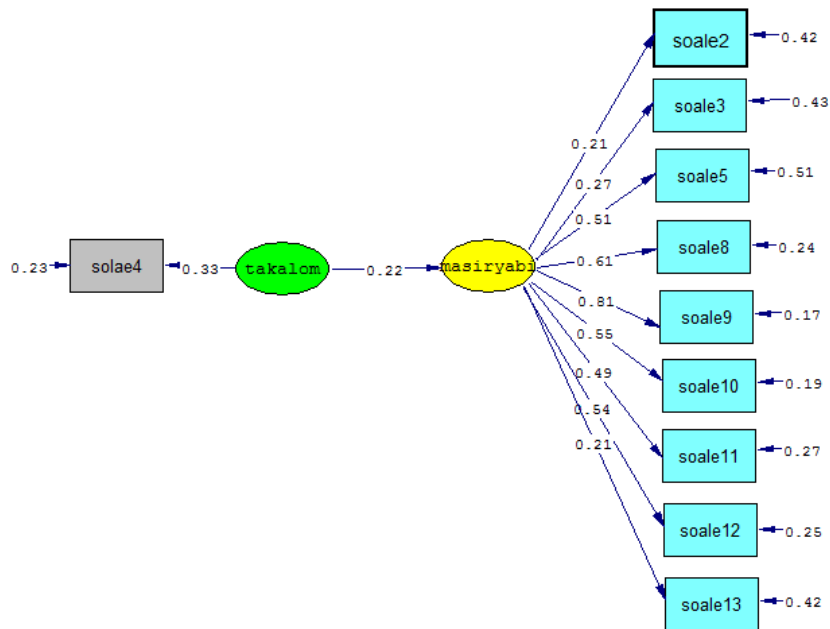 soale2
0.42
soale3
0.43
0.21
0.27
soale5
0.51
0.51
0.23
solae4
0.33
takalom
0.22
masiryabi
0.61
soale8
0.24
0.81
soale9
0.17
0.55
soale10
0.19
0.49
0.54
soale11
0.27
0.21
soale12
0.25
soale13
0.42